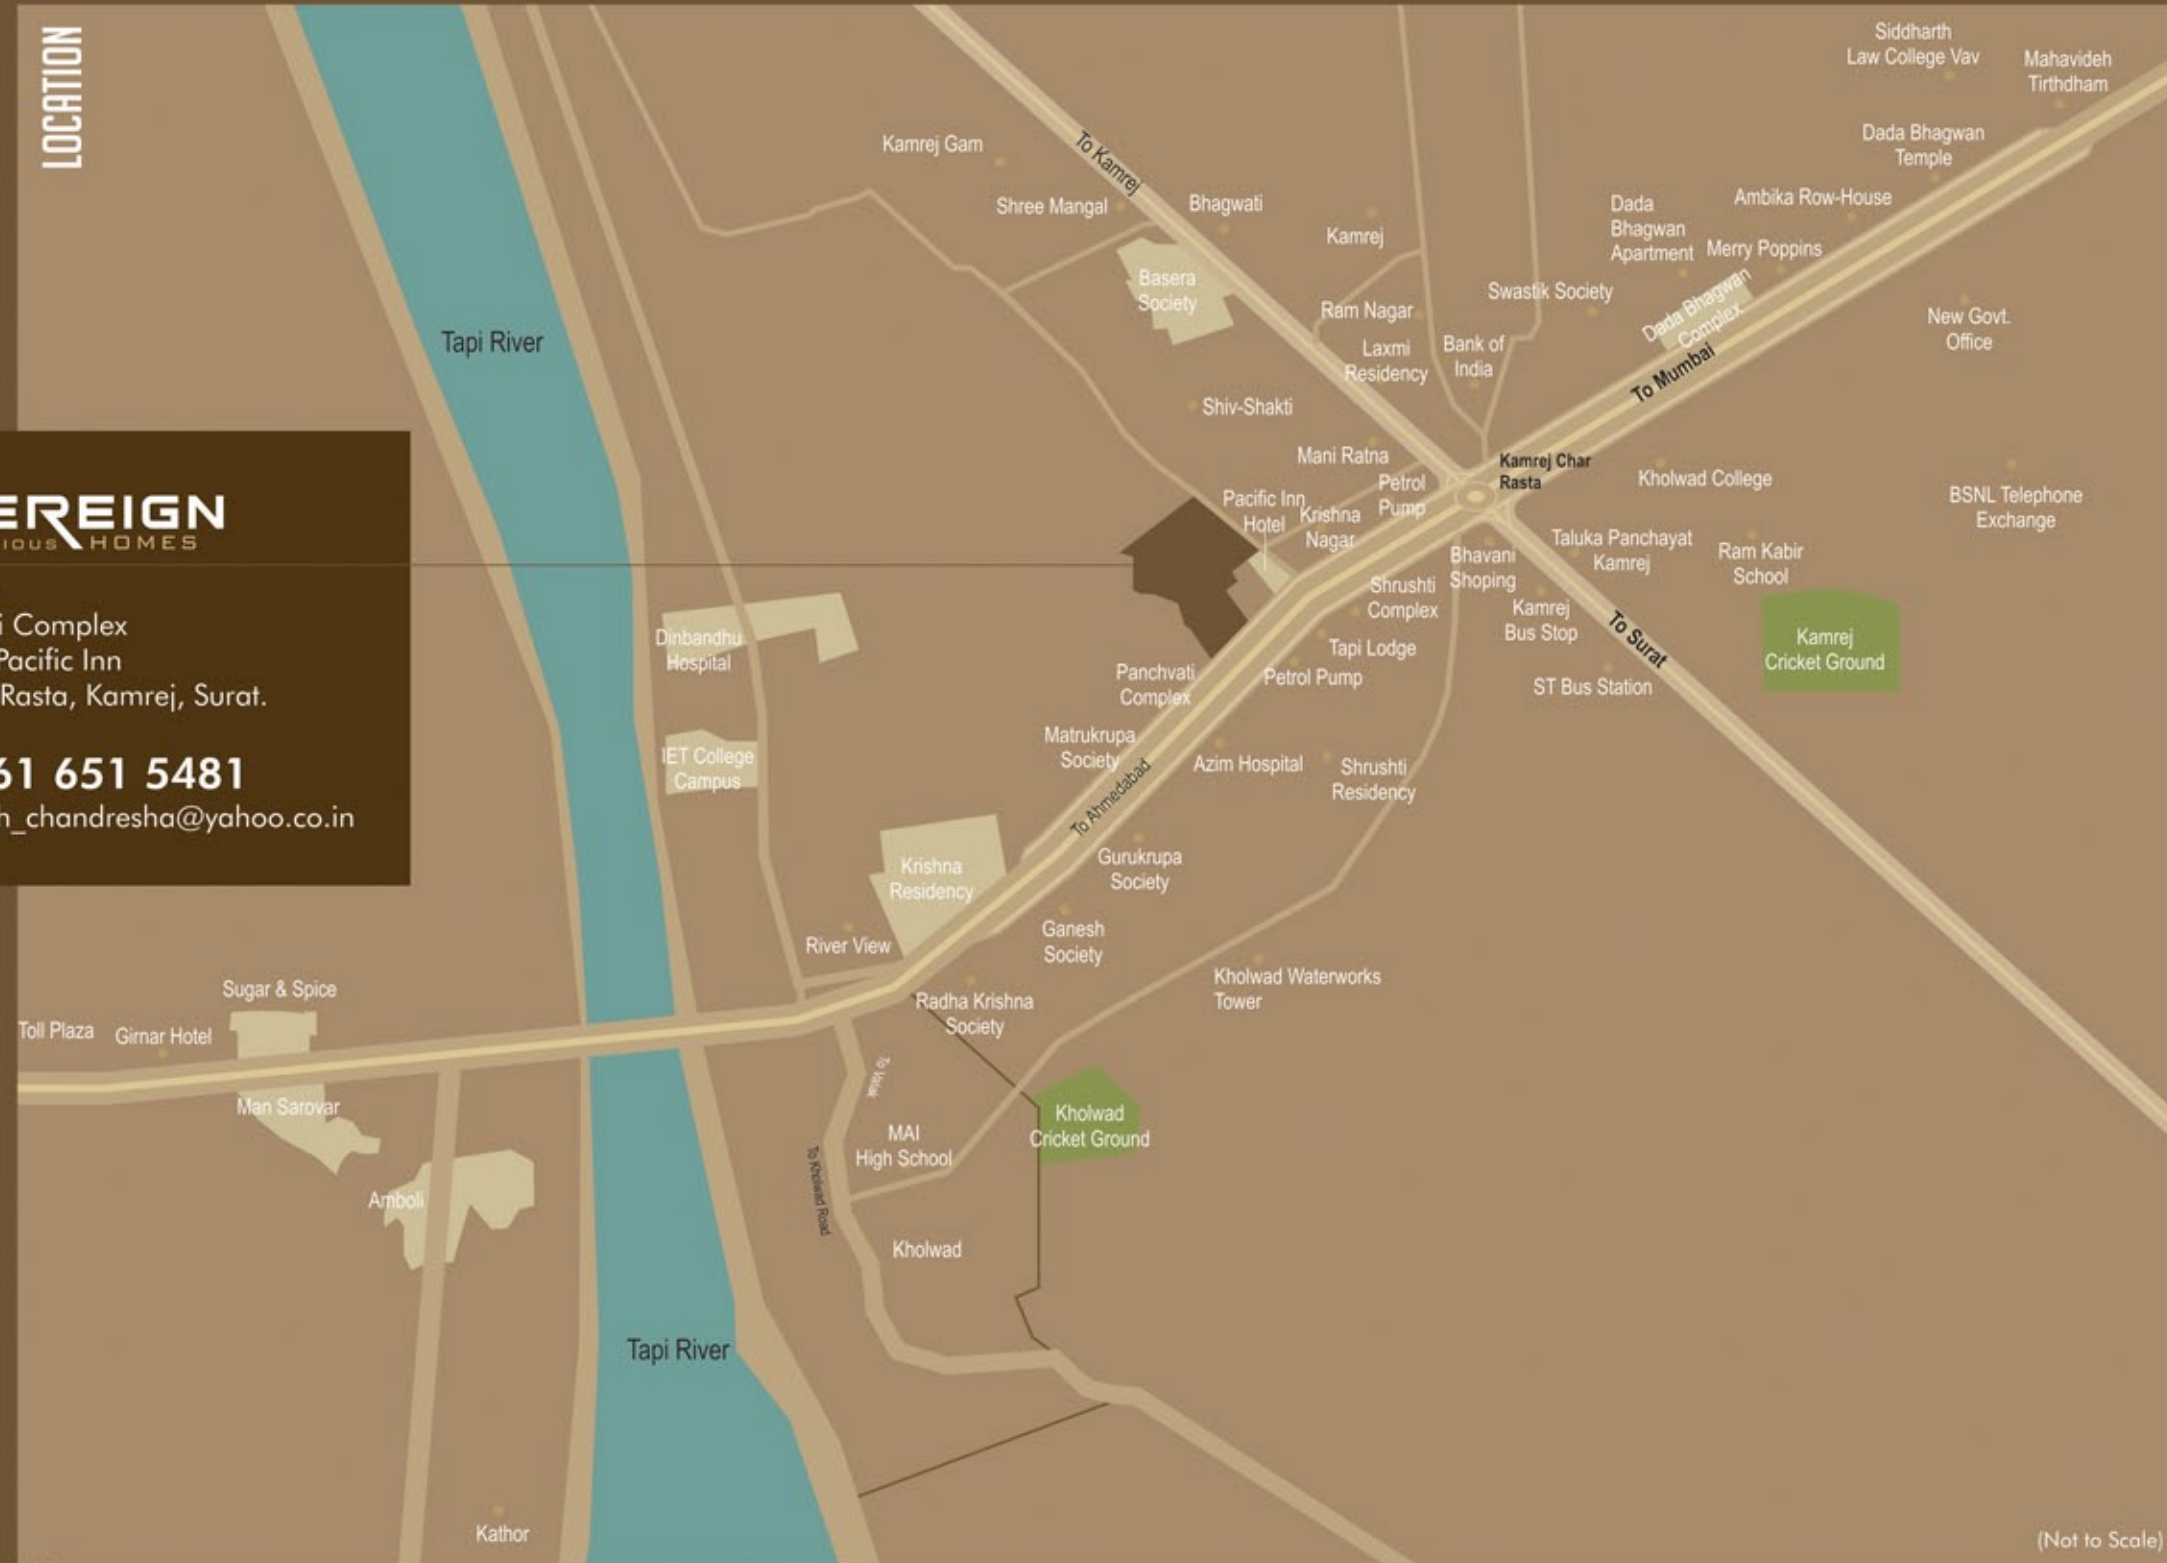 LOCATION
Siddharth
Law College Vav
Mahavideh
Tirthdham
Dada Bhagwan
Temple
Ambika Row-House
Dada
Bhagwan
Apartment
Merry Poppins
Dada Bhagwan
Complex
To Mumbai
New Govt.
Office
Kamrej Gam
To Kamrej
Shree Mangal
Bhagwati
Kamrej
Basera
Society
Ram Nagar
Swastik Society
Laxmi
Residency
Bank of
India
Tapi River
Shiv-Shakti
Mani Ratna
Petrol
Pump
Kamrej Char
Rasta
Kholwad College
BSNL Telephone
Exchange
Pacific Inn
Hotel
Krishna
Nagar
Bhavani
Shoping
Taluka Panchayat
Kamrej
Ram Kabir
School
Shrushti
Complex
Kamrej
Bus Stop
To Surat
Kamrej
Cricket Ground
Tapi Lodge
Petrol Pump
ST Bus Station
EREIGN
IOUS HOMES
i Complex
Pacific Inn
Rasta, Kamrej, Surat.
61 651 5481
h_chandresha@yahoo.co.in
Dinbandhu
Hospital
IET College
Campus
Panchvati
Complex
Matrukrupa
Society
To Ahmedabad
Azim Hospital
Shrushti
Residency
Krishna
Residency
Gurukrupa
Society
River View
Ganesh
Society
Radha Krishna
Society
Kholwad Waterworks
Tower
Sugar & Spice
Toll Plaza
Girnar Hotel
Man Sarovar
Amboli
MAI
High School
To Kholwad Road
Kholwad
Cricket Ground
Kholwad
Tapi River
Kathor
(Not to Scale)